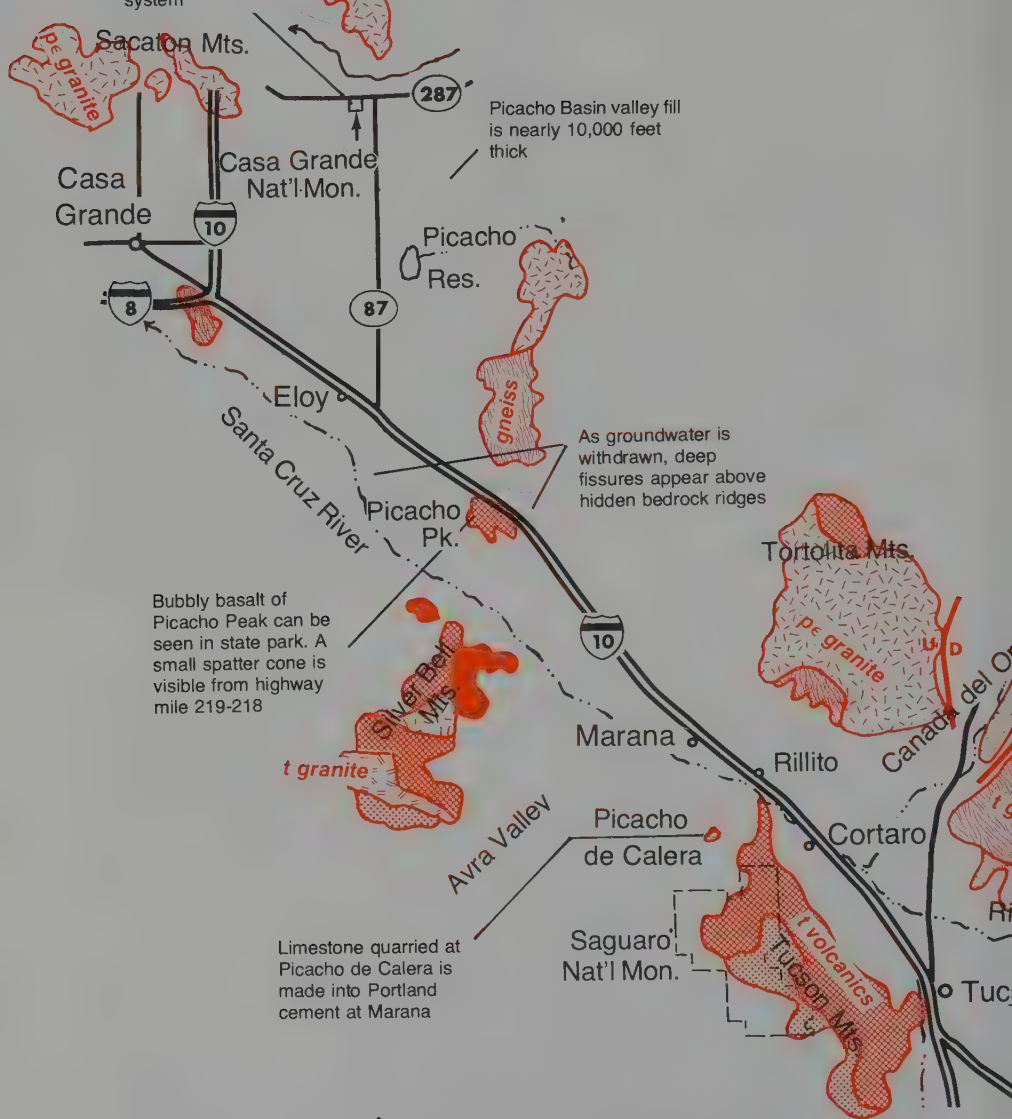 system
pє granite
Sacaton Mts.
287
Picacho Basin valley fill
is nearly 10,000 feet
thick
Casa Grande
Nat'l Mon.
Casa
Grande
10
Picacho
Res.
8
87
gneiss
Eloy
Santa Cruz River
As groundwater is
withdrawn, deep
fissures appear above
hidden bedrock ridges
Picacho
Pk.
Tortolita Mts.
Bubbly basalt of
Picacho Peak can be
seen in state park. A
small spatter cone is
visible from highway
mile 219-218
10
pє granite
U
D
Silver Bell
Mts.
Canada del
Marana
Rillito
t granite
t
Avra Valley
Picacho
de Calera
Cortaro
Limestone quarried at
Picacho de Calera is
made into Portland
cement at Marana
Saguaro
Nat'l Mon.
t volcanics
Tucson Mts.